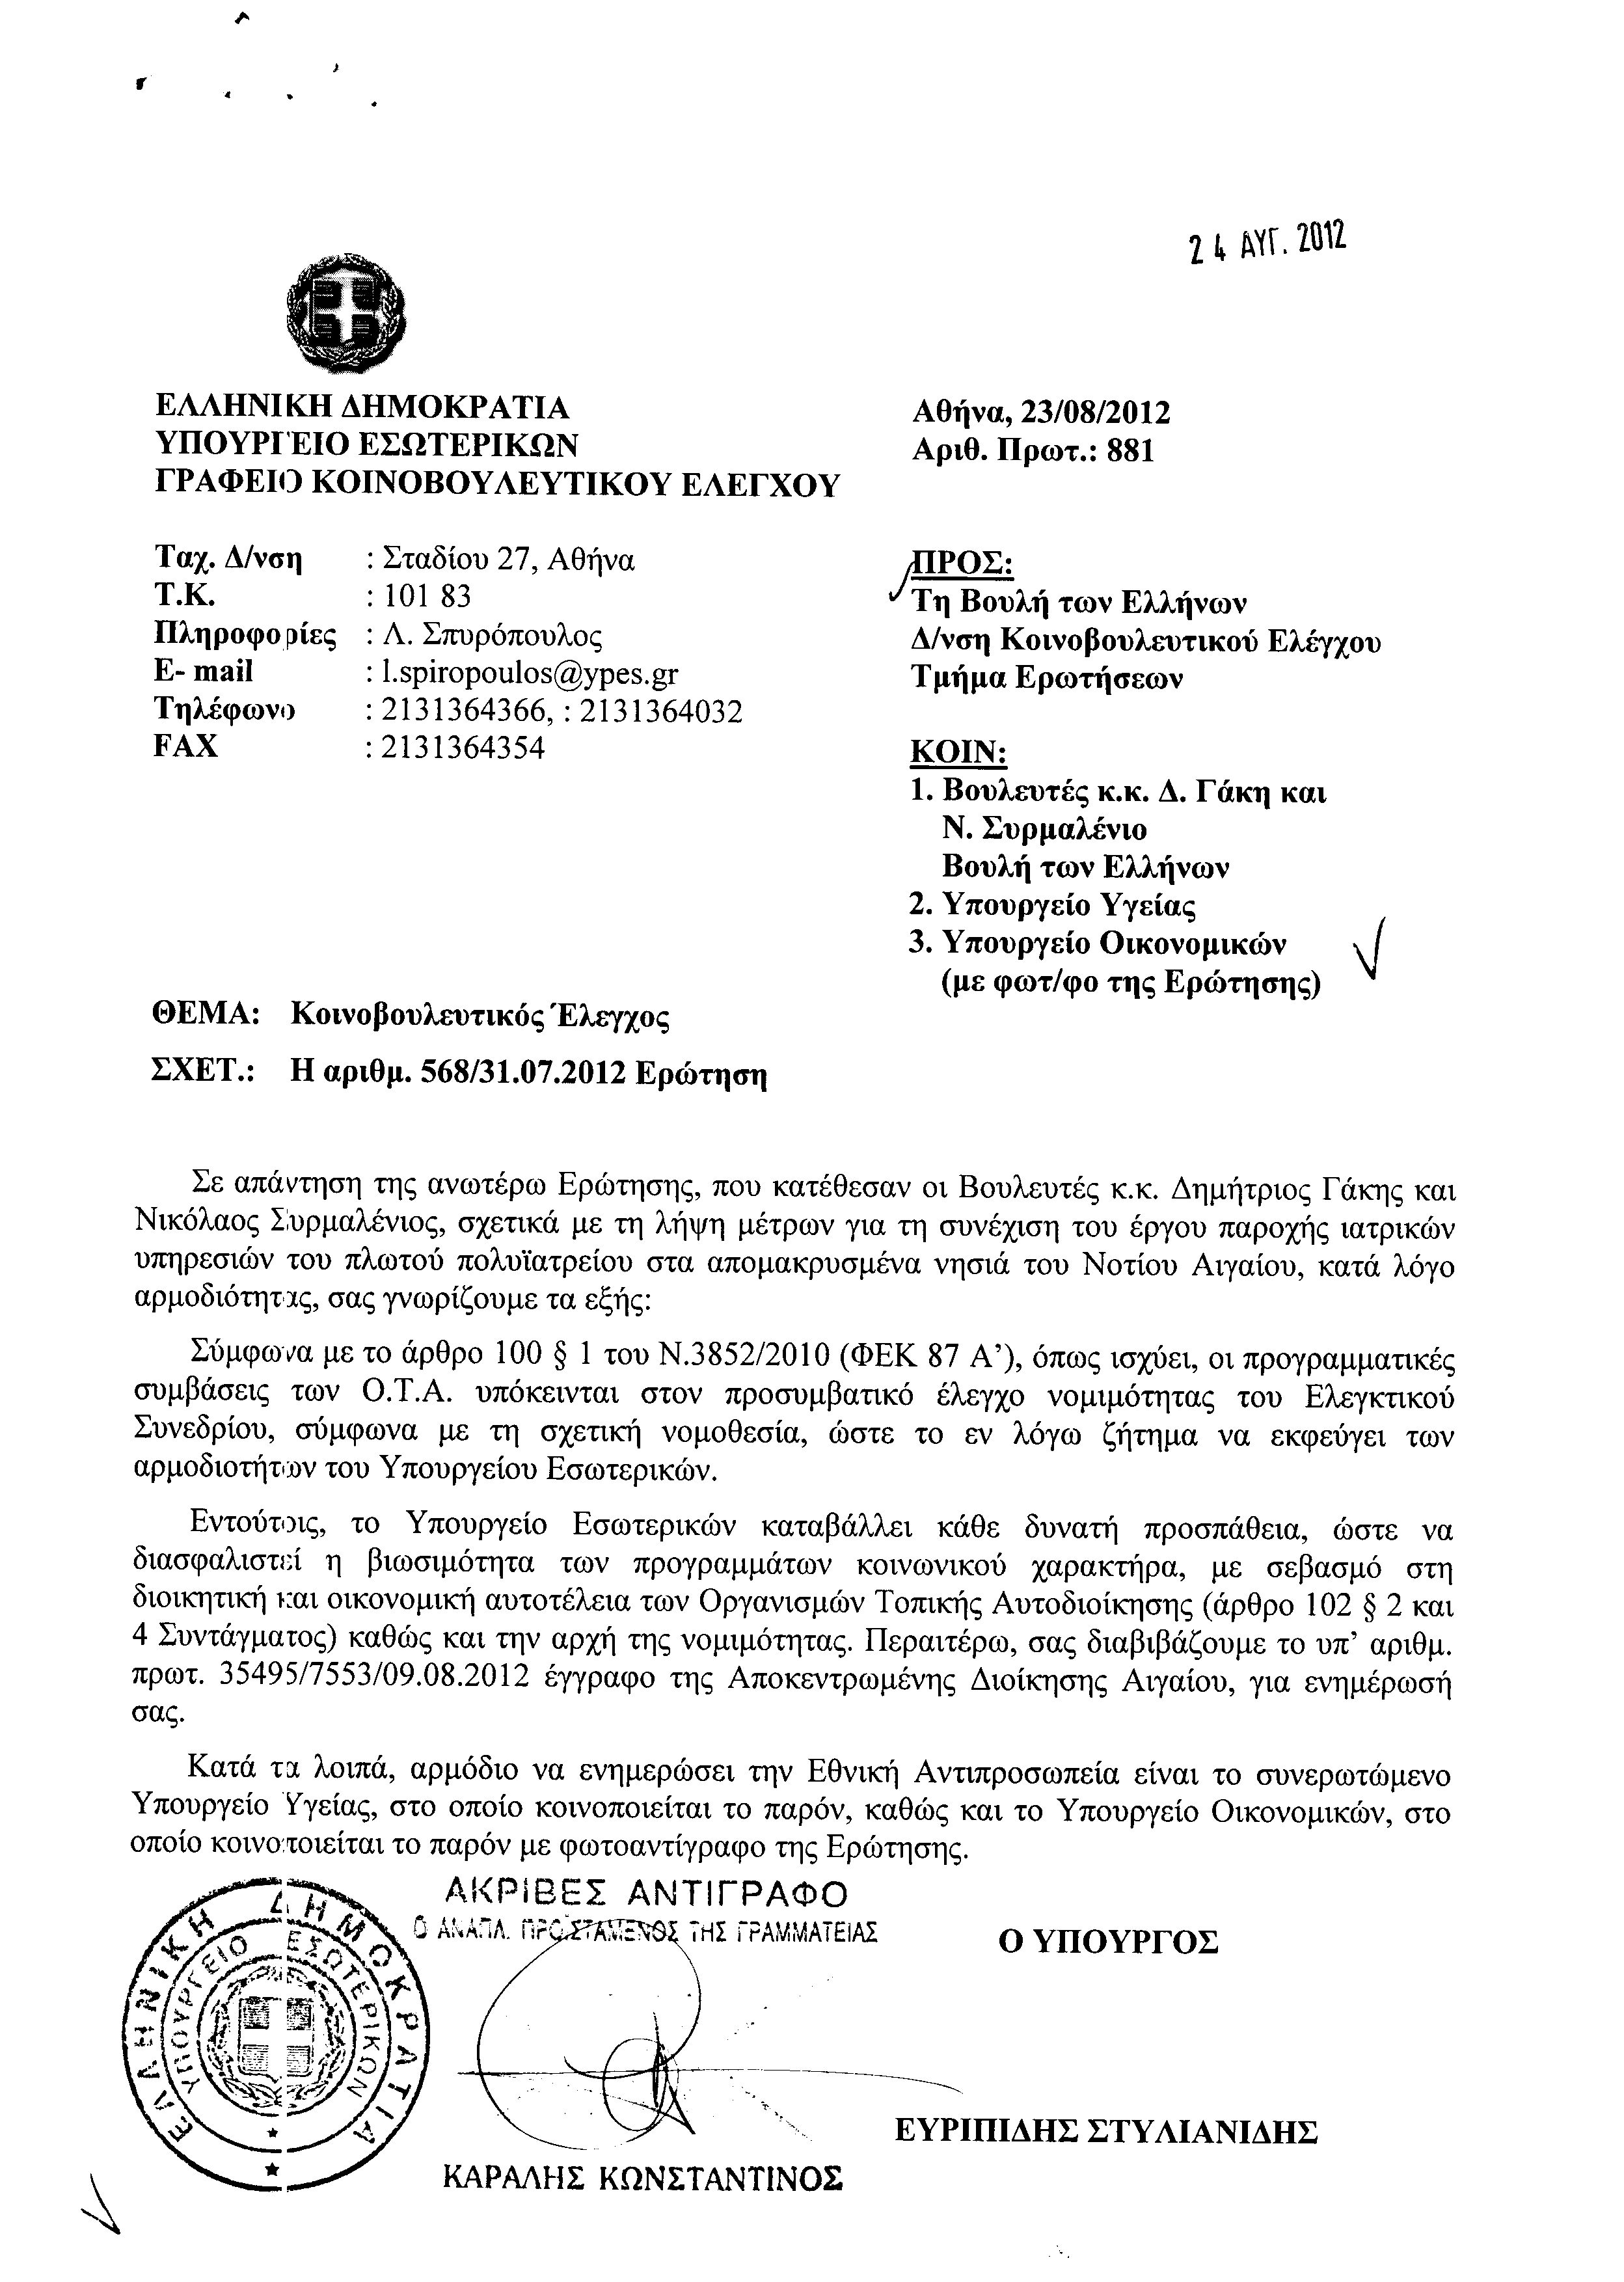 24 ΑΥΓ. 2012
ΕΛΛΗΝΙΚΗ ΔΗΜΟΚΡΑΤΙΑ
ΥΠΟΥΡΓΕΙΟ ΕΣΩΤΕΡΙΚΩΝ
ΓΡΑΦΕΙΟ ΚΟΙΝΟΒΟΥΛΕΥΤΙΚΟΥ ΕΛΕΓΧΟΥ
Αθήνα, 23/08/2012
Αριθ. Πρωτ.: 881
Ταχ. Δ/νση : Σταδίου 27, Αθήνα
Τ.Κ. : 101 83
Πληροφορίες : Λ. Σπυρόπουλος
E- mail : l.spiropoulos@ypes.gr
Τηλέφωνο : 2131364366, : 2131364032
FAX : 2131364354
ΠΡΟΣ:
Τη Βουλή των Ελλήνων
Δ/νση Κοινοβουλευτικού Ελέγχου
Τμήμα Ερωτήσεων
ΚΟΙΝ:
1. Βουλευτές κ.κ. Δ. Γάκη και
Ν. Συρμαλένιο
Βουλή των Ελλήνων
2. Υπουργείο Υγείας
3. Υπουργείο Οικονομικών
(με φωτ/φο της Ερώτησης)
ΘΕΜΑ: Κοινοβουλευτικός Έλεγχος
ΣΧΕΤ.: Η αριθμ. 568/31.07.2012 Ερώτηση
Σε απάντηση της ανωτέρω Ερώτησης, που κατέθεσαν οι Βουλευτές κ.κ. Δημήτριος Γάκης και
Νικόλαος Συρμαλένιος, σχετικά με τη λήψη μέτρων για τη συνέχιση του έργου παροχής ιατρικών
υπηρεσιών του πλωτού πολυϊατρείου στα απομακρυσμένα νησιά του Νοτίου Αιγαίου, κατά λόγο
αρμοδιότητας, σας γνωρίζουμε τα εξής:
Σύμφωνα με το άρθρο 100 § 1 του Ν.3852/2010 (ΦΕΚ 87 Α’), όπως ισχύει, οι προγραμματικές
συμβάσεις των Ο.Τ.Α. υπόκεινται στον προσυμβατικό έλεγχο νομιμότητας του Ελεγκτικού
Συνεδρίου, σύμφωνα με τη σχετική νομοθεσία, ώστε το εν λόγω ζήτημα να εκφεύγει των
αρμοδιοτήτων του Υπουργείου Εσωτερικών.
Εντούτοις, το Υπουργείο Εσωτερικών καταβάλλει κάθε δυνατή προσπάθεια, ώστε να
διασφαλιστεί η βιωσιμότητα των προγραμμάτων κοινωνικού χαρακτήρα, με σεβασμό στη
διοικητική και οικονομική αυτοτέλεια των Οργανισμών Τοπικής Αυτοδιοίκησης (άρθρο 102 § 2 και
4 Συντάγματος) καθώς και την αρχή της νομιμότητας. Περαιτέρω, σας διαβιβάζουμε το υπ’ αριθμ.
πρωτ. 35495/7553/09.08.2012 έγγραφο της Αποκεντρωμένης Διοίκησης Αιγαίου, για ενημέρωσή
σας.
Κατά τα λοιπά, αρμόδιο να ενημερώσει την Εθνική Αντιπροσωπεία είναι το συνερωτώμενο
Υπουργείο Υγείας, στο οποίο κοινοποιείται το παρόν, καθώς και το Υπουργείο Οικονομικών, στο
οποίο κοινοποιείται το παρόν με φωτοαντίγραφο της Ερώτησης.
ΑΚΡΙΒΕΣ ΑΝΤΙΓΡΑΦΟ
Ο ΑΝΑΠΛ. ΠΡΟΪΣΤΑΜΕΝΟΣ ΤΗΣ ΓΡΑΜΜΑΤΕΙΑΣ
Ο ΥΠΟΥΡΓΟΣ
ΕΛΛΗΝΙΚΗ ΔΗΜΟΚΡΑΤΙΑ
ΥΠΟΥΡΓΕΙΟ ΕΣΩΤΕΡΙΚΩΝ
ΕΥΡΙΠΙΔΗΣ ΣΤΥΛΙΑΝΙΔΗΣ
ΚΑΡΑΛΗΣ ΚΩΝΣΤΑΝΤΙΝΟΣ